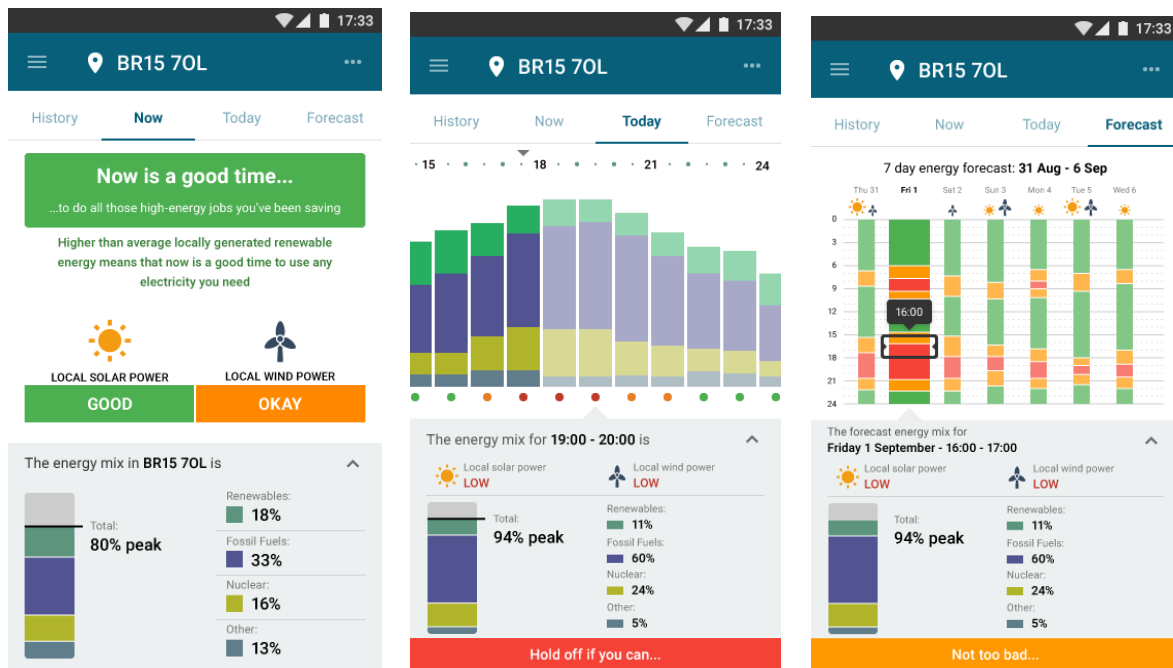 17:33
BR15 7OL
History Now Today Forecast
Now is a good time...
...to do all those high-energy jobs you've been saving
Higher than average locally generated renewable
energy means that now is a good time to use any
electricity you need
LOCAL SOLAR POWER LOCAL WIND POWER
GOOD OKAY
The energy mix in BR15 7OL is
Total:
80% peak
Renewables:
18%
Fossil Fuels:
33%
Nuclear:
16%
Other:
13%
17:33
BR15 7OL
History Now Today Forecast
15 18 21 24
The energy mix for 19:00 - 20:00 is
Local solar power
LOW
Local wind power
LOW
Total:
94% peak
Renewables:
11%
Fossil Fuels:
60%
Nuclear:
24%
Other:
5%
Hold off if you can...
17:33
BR15 7OL
History Now Today Forecast
7 day energy forecast: 31 Aug - 6 Sep
Thu 31 Fri 1 Sat 2 Sun 3 Mon 4 Tue 5 Wed 6
0
3
6
9
12
15
18
21
24
16:00
The forecast energy mix for
Friday 1 September - 16:00 - 17:00
Local solar power
LOW
Local wind power
LOW
Total:
94% peak
Renewables:
11%
Fossil Fuels:
60%
Nuclear:
24%
Other:
5%
Not too bad...